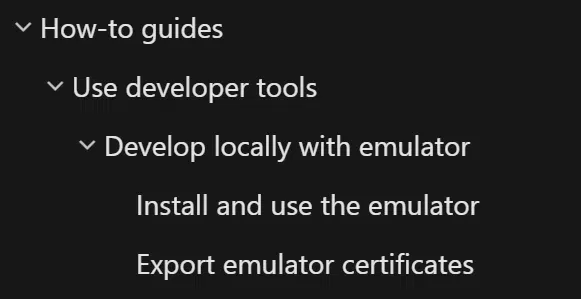 How-to guides
Use developer tools
Develop locally with emulator
Install and use the emulator
Export emulator certificates